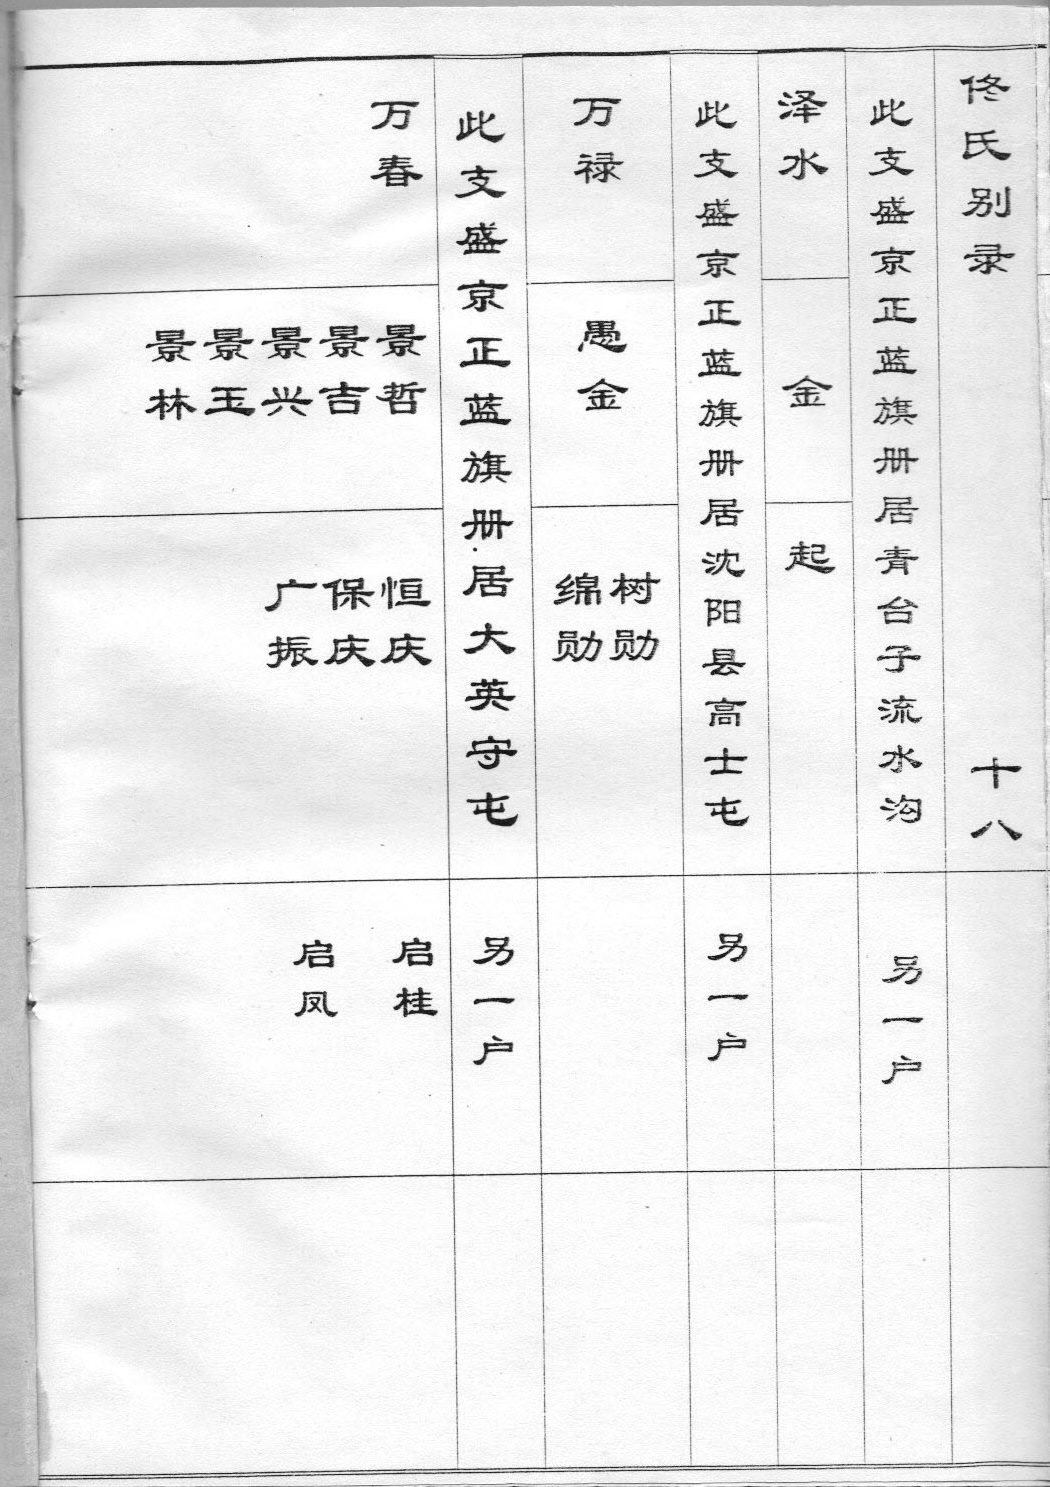 佟氏别录
十八
此支盛京正蓝旗册居青台子流水沟
另一户
泽水
金
起
此支盛京正蓝旗册居沈阳县高士屯
另一户
万禄
愚金
树勋
绵勋
此支盛京正蓝旗册居大英守屯
另一户
万春
景哲
景吉
景兴
景玉
景林
恒庆
保庆
广振
启桂
启凤